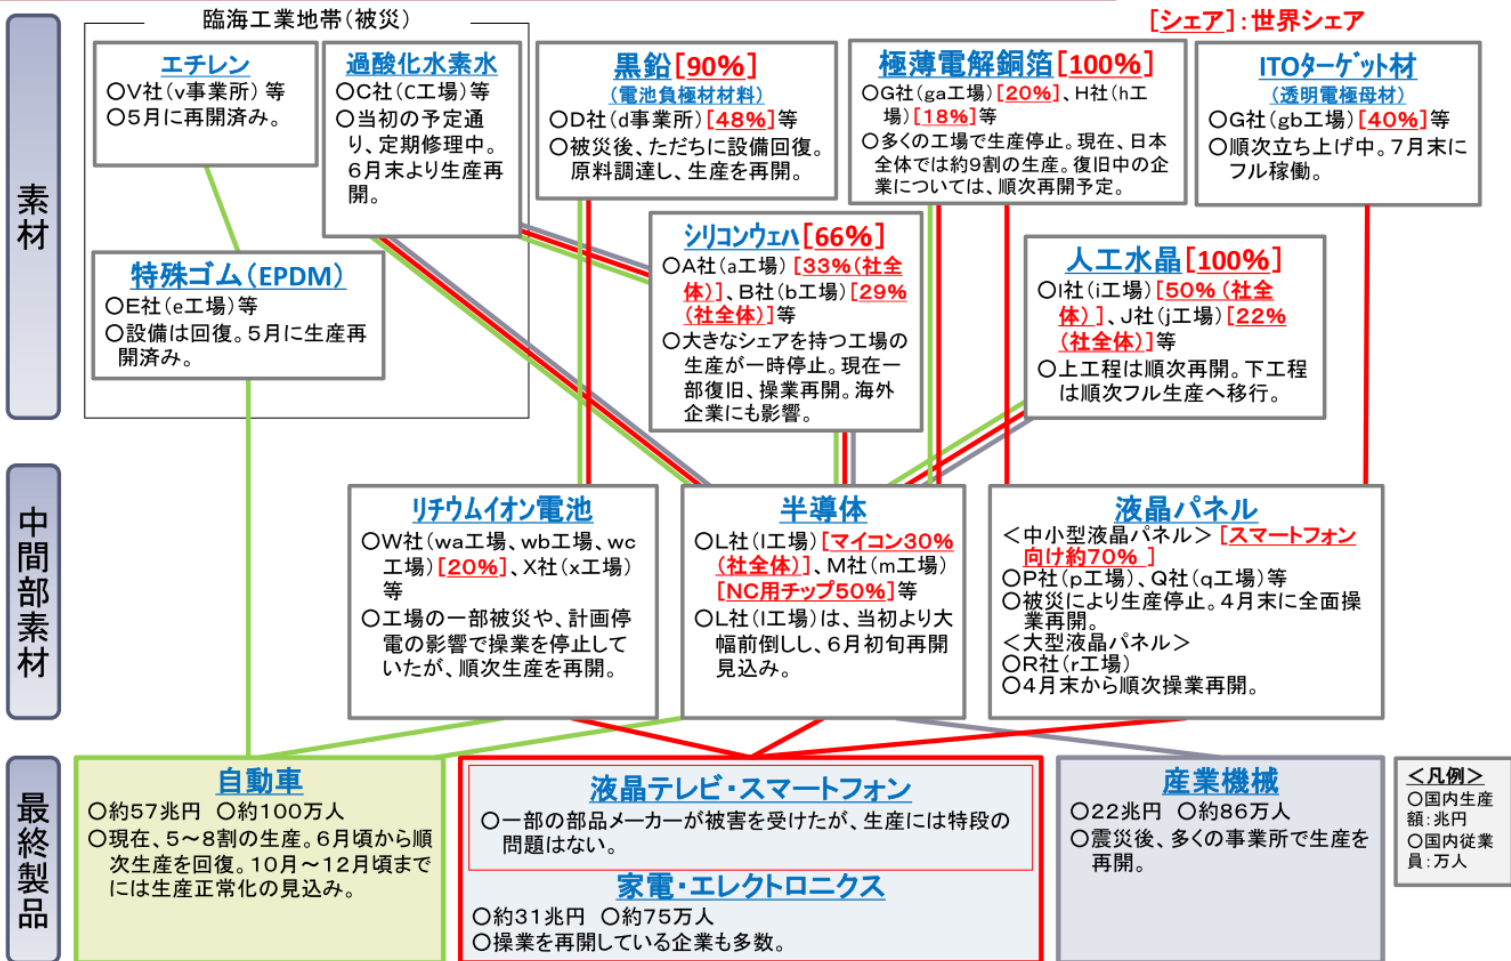 臨海工業地帯(被災)
[シェア]:世界シェア
素材
エチレン
○V社(v事業所)等
○5月に再開済み。
過酸化水素水
○C社(C工場)等
○当初の予定通
り、定期修理中。
6月末より生産再
開。
黒鉛[90%]
(電池負極材材料)
○D社(d事業所)[48%]等
○被災後、ただちに設備回復。
原料調達し、生産を再開。
極薄電解銅箔[100%]
○G社(ga工場)[20%]、H社(h工
場)[18%]等
○多くの工場で生産停止。現在、日本
全体では約9割の生産。復旧中の企
業については、順次再開予定。
ITOターゲット材
(透明電極母材)
○G社(gb工場)[40%]等
○順次立ち上げ中。7月末に
フル稼働。
特殊ゴム(EPDM)
○E社(e工場)等
○設備は回復。5月に生産再
開済み。
シリコンウェハ[66%]
○A社(a工場)[33%(社全
体)]、B社(b工場)[29%
(社全体)]等
○大きなシェアを持つ工場の
生産が一時停止。現在一
部復旧、操業再開。海外
企業にも影響。
人工水晶[100%]
○I社(i工場)[50%(社全
体)]、J社(j工場)[22%
(社全体)]等
○上工程は順次再開。下工程
は順次フル生産へ移行。
中間部素材
リチウムイオン電池
○W社(wa工場、wb工場、wc
工場)[20%]、X社(x工場)
等
○工場の一部被災や、計画停
電の影響で操業を停止して
いたが、順次生産を再開。
半導体
○L社(l工場)[マイコン30%
(社全体)]、M社(m工場)
[NC用チップ50%]等
○L社(l工場)は、当初より大
幅前倒しし、6月初旬再開
見込み。
液晶パネル
<中小型液晶パネル>[スマートフォン
向け約70% ]
○P社(p工場)、Q社(q工場)等
○被災により生産停止。4月末に全面操
業再開。
<大型液晶パネル>
○R社(r工場)
○4月末から順次操業再開。
最終製品
自動車
○約57兆円 ○約100万人
○現在、5~8割の生産。6月頃から順
次生産を回復。10月~12月頃まで
には生産正常化の見込み。
液晶テレビ・スマートフォン
○一部の部品メーカーが被害を受けたが、生産には特段の
問題はない。
家電・エレクトロニクス
○約31兆円 ○約75万人
○操業を再開している企業も多数。
産業機械
○22兆円 ○約86万人
○震災後、多くの事業所で生産を
再開。
<凡例>
○国内生産
額:兆円
○国内従業
員:万人